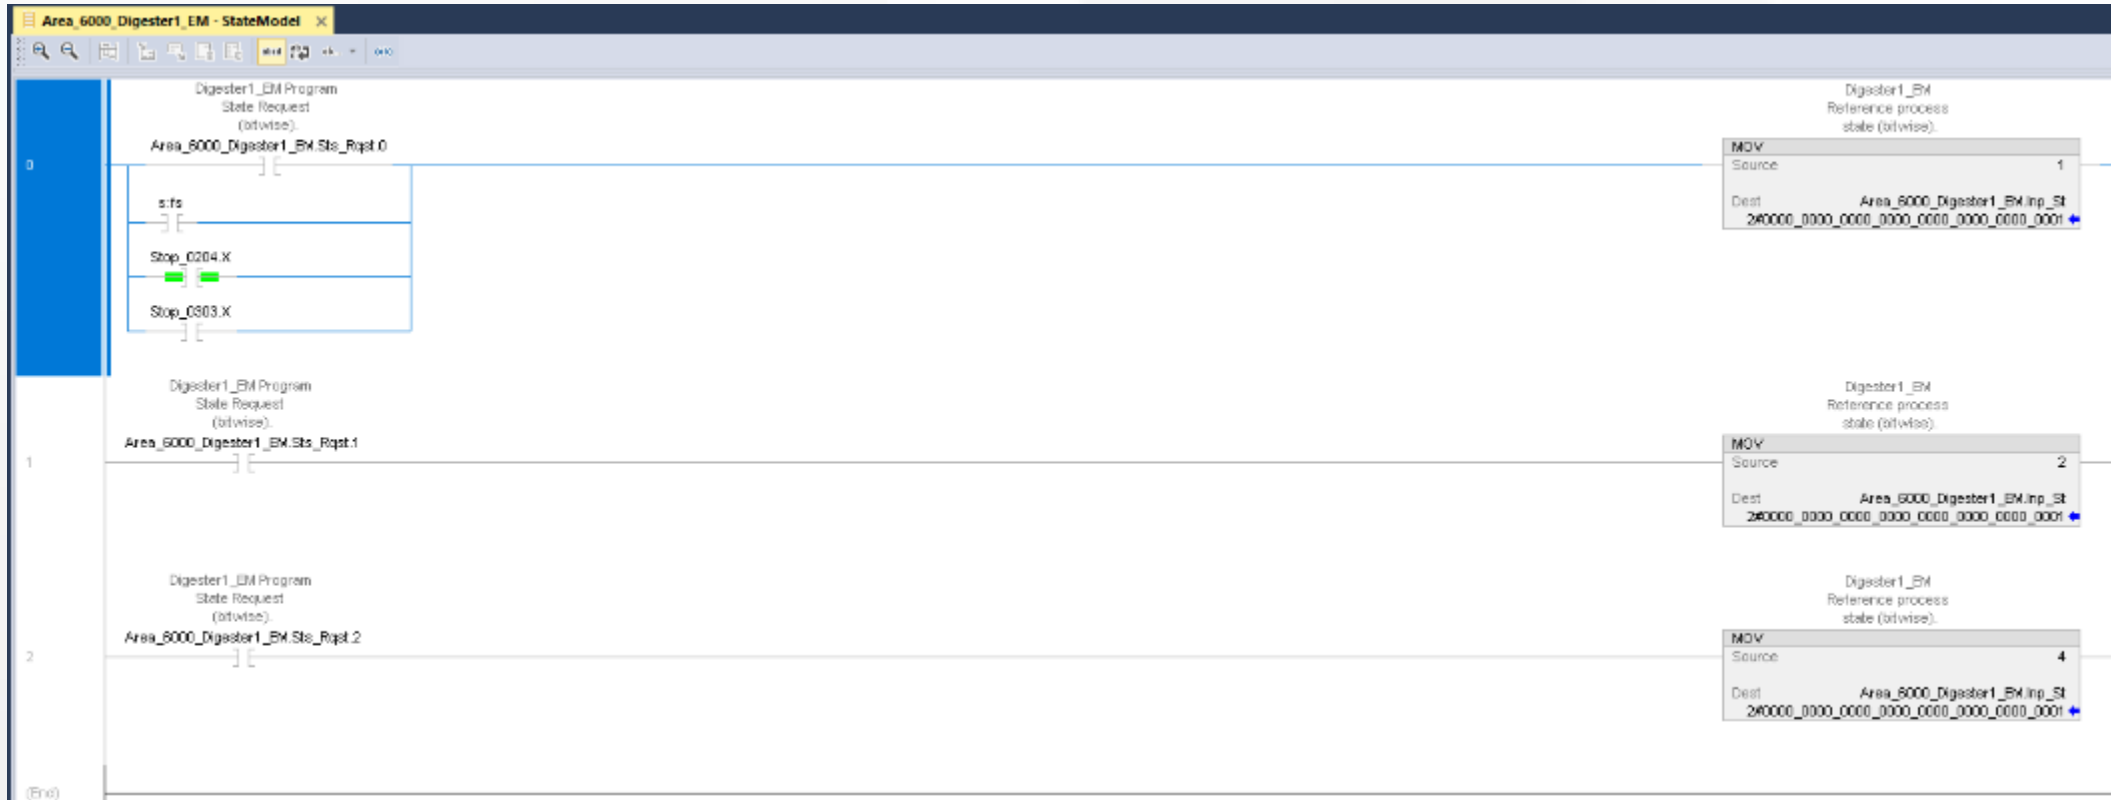 Area_6000_Digester1_EM - StateModel
Digester1_EM Program
State Request
(bitwise).
Area_6000_Digester1_EM.Sts_Rqst.0
Digester1_EM
Reference process
state (bitwise).
MOV
Source 1
Dest Area_6000_Digester1_EM.Inp_St
2#0000_0000_0000_0000_0000_0000_0000_0001
0
s:fs
Stop_0204.X
Stop_0303.X
Digester1_EM Program
State Request
(bitwise).
Area_6000_Digester1_EM.Sts_Rqst.1
Digester1_EM
Reference process
state (bitwise).
1
MOV
Source 2
Dest Area_6000_Digester1_EM.Inp_St
2#0000_0000_0000_0000_0000_0000_0000_0001
Digester1_EM Program
State Request
(bitwise).
Area_6000_Digester1_EM.Sts_Rqst.2
Digester1_EM
Reference process
state (bitwise).
2
MOV
Source 4
Dest Area_6000_Digester1_EM.Inp_St
2#0000_0000_0000_0000_0000_0000_0000_0001
(End)